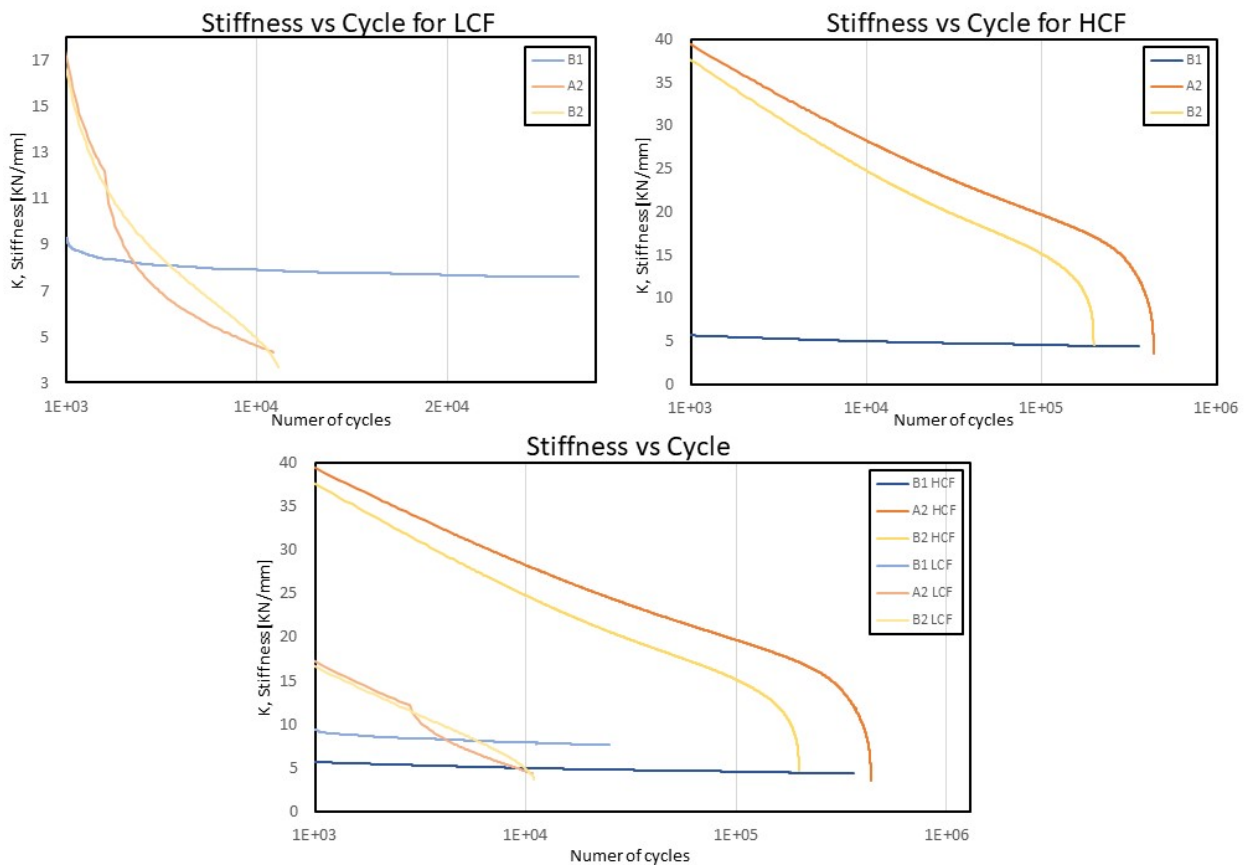 Stiffness vs Cycle for LCF
K, Stiffness[KN/mm]
17
15
13
11
9
7
5
3
B1
A2
B2
1E+03 1E+04 2E+04
Numer of cycles
Stiffness vs Cycle for HCF
K, Stiffness[KN/mm]
40
35
30
25
20
15
10
5
0
B1
A2
B2
1E+03 1E+04 1E+05 1E+06
Numer of cycles
Stiffness vs Cycle
K, Stiffness[KN/mm]
40
35
30
25
20
15
10
5
0
B1 HCF
A2 HCF
B2 HCF
B1 LCF
A2 LCF
B2 LCF
1E+03 1E+04 1E+05 1E+06
Numer of cycles